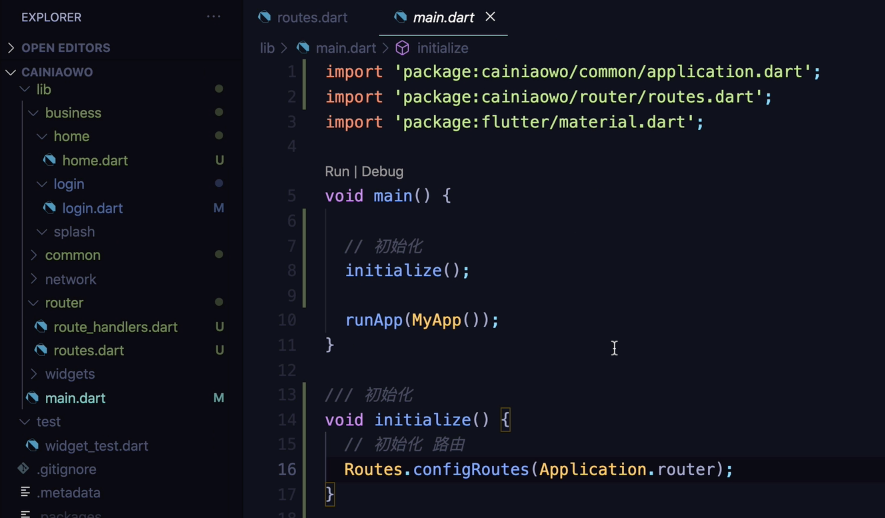 EXPLORER
···
OPEN EDITORS
CAINIAOWO
lib
business
home
home.dart U
login
login.dart M
splash
common
network
router
route_handlers.dart U
routes.dart U
widgets
main.dart M
test
widget_test.dart
.gitignore
.metadata
.packages
routes.dart
main.dart
lib > main.dart > initialize
1 import 'package:cainiaowo/common/application.dart';
2 import 'package:cainiaowo/router/routes.dart';
3 import 'package:flutter/material.dart';
4
Run | Debug
5 void main() {
6
7 // 初始化
8 initialize();
9
10 runApp(MyApp());
11 }
12
13 /// 初始化
14 void initialize() {
15 // 初始化 路由
16 Routes.configRoutes(Application.router);
17 }
18